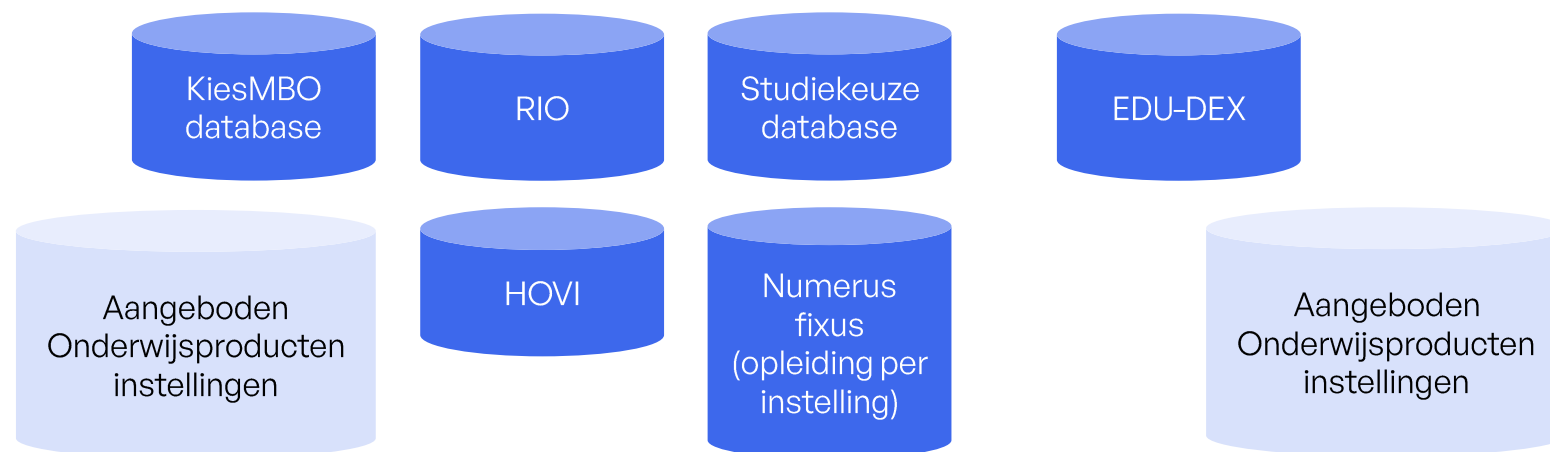 KiesMBO
database
RIO
Studiekeuze
database
EDU-DEX
Aangeboden
Onderwijsproducten
instellingen
HOVI
Numerus
fixus
(opleiding per
instelling)
Aangeboden
Onderwijsproducten
instellingen